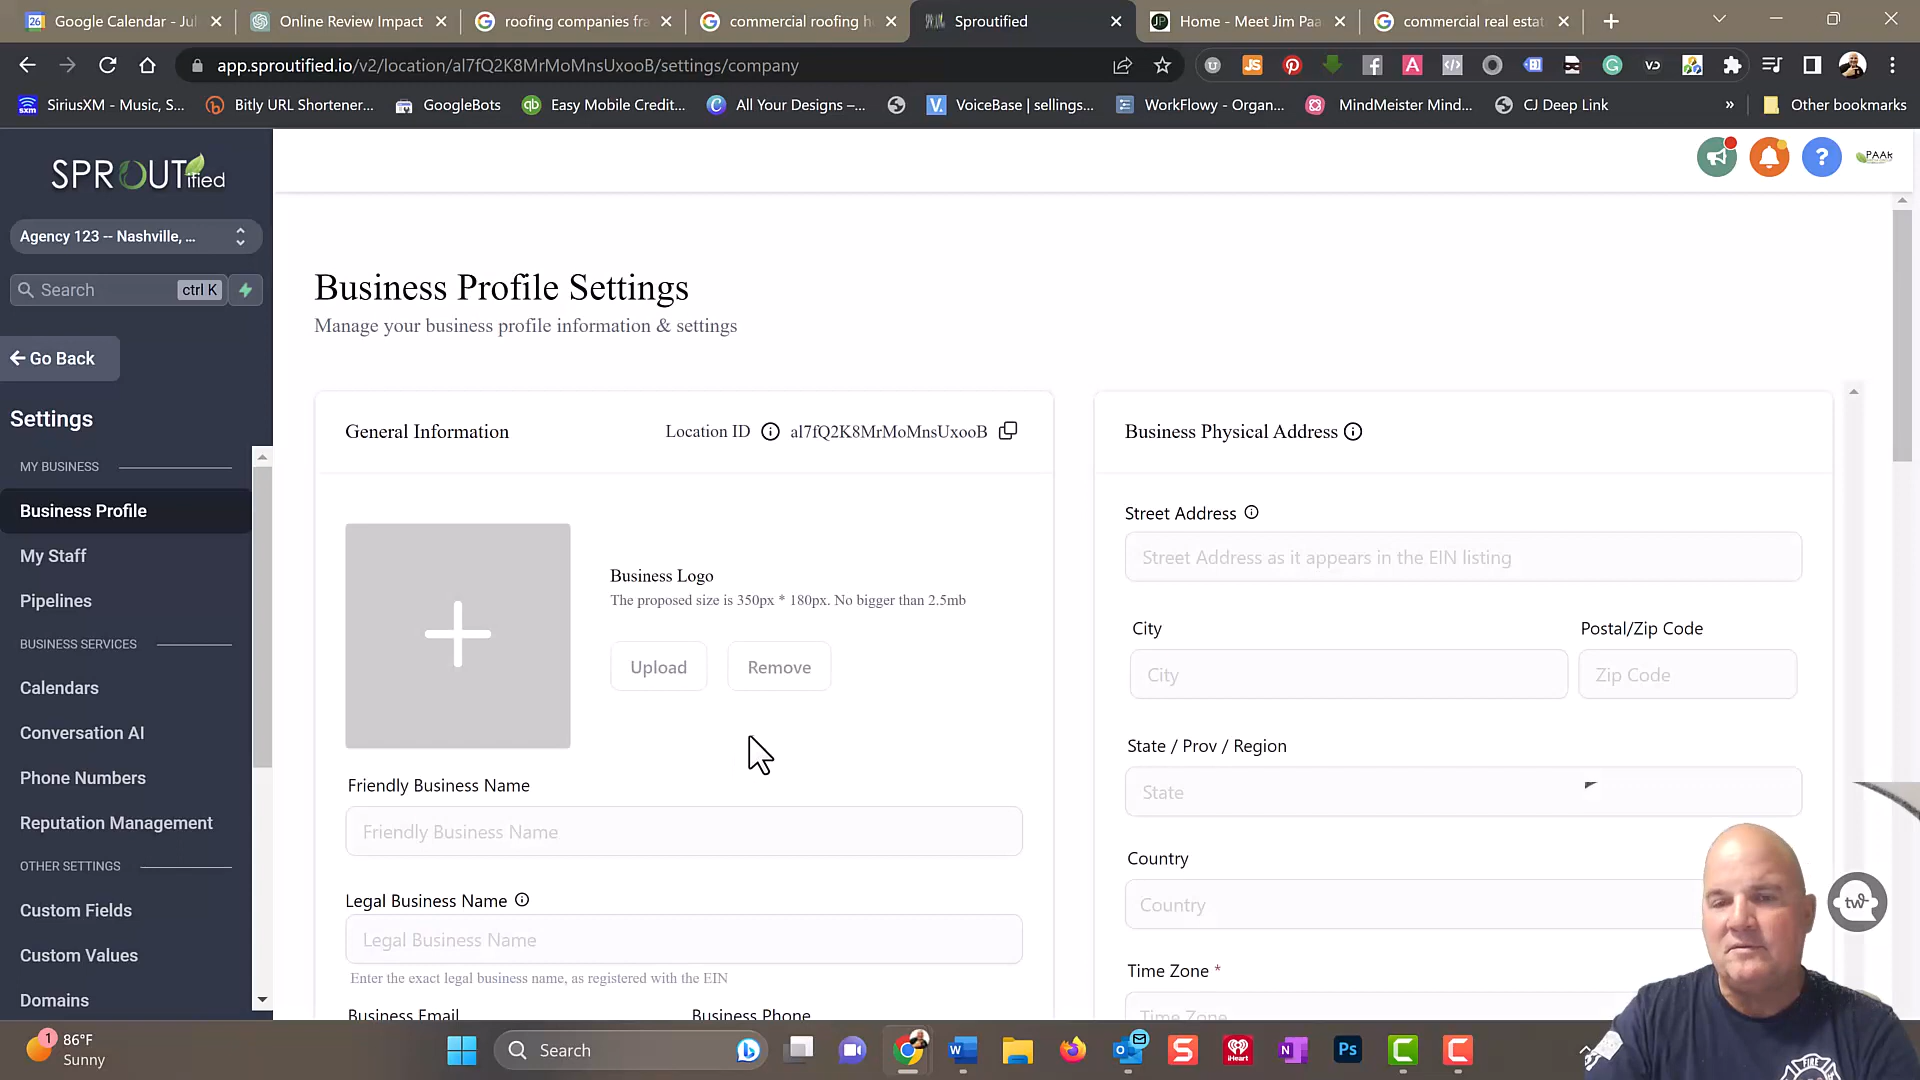 Google Calendar - Jul
Online Review Impact
roofing companies fra
commercial roofing h
Sproutified
Home - Meet Jim Paa
commercial real estat
app.sproutified.io/v2/location/al7fQ2K8MrMoMnsUxooB/settings/company
SiriusXM - Music, S...
Bitly URL Shortener...
GoogleBots
Easy Mobile Credit...
All Your Designs –...
VoiceBase | sellings...
WorkFlowy - Organ...
MindMeister Mind...
CJ Deep Link
»
Other bookmarks
SPROUTified
PAAk
Agency 123 -- Nashville, ...
Search
ctrl K
Go Back
Settings
MY BUSINESS
Business Profile
My Staff
Pipelines
BUSINESS SERVICES
Calendars
Conversation AI
Phone Numbers
Reputation Management
OTHER SETTINGS
Custom Fields
Custom Values
Domains
Business Profile Settings
Manage your business profile information & settings
General Information
Location ID
al7fQ2K8MrMoMnsUxooB
Business Logo
The proposed size is 350px * 180px. No bigger than 2.5mb
Upload
Remove
Friendly Business Name
Friendly Business Name
Legal Business Name
Legal Business Name
Enter the exact legal business name, as registered with the EIN
Business Email
Business Phone
Business Physical Address
Street Address
Street Address as it appears in the EIN listing
City
Postal/Zip Code
City
Zip Code
State / Prov / Region
State
Country
Country
Time Zone *
Time Zone
tw
FIRE
1
86°F
Sunny
Search